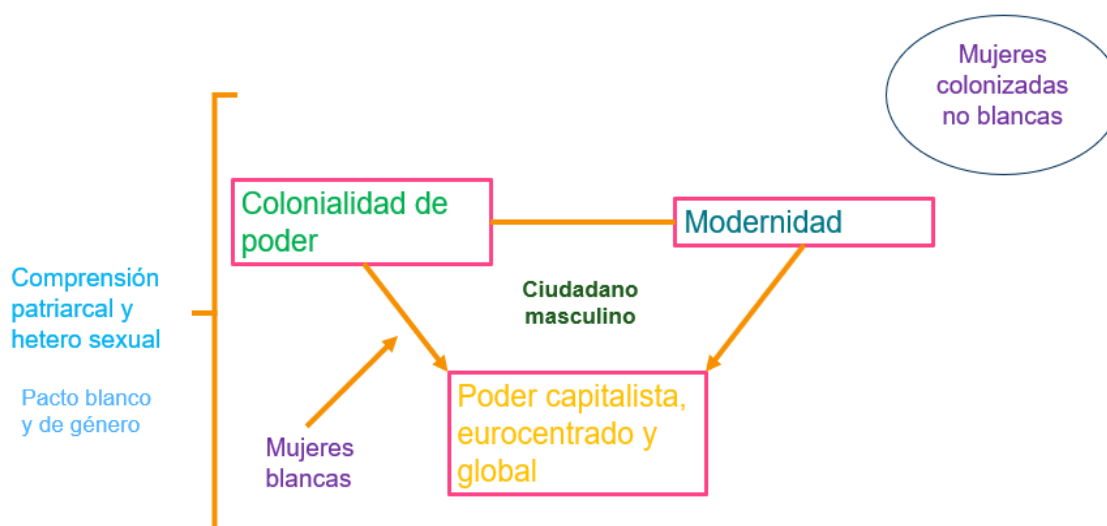 Mujeres
colonizadas
no blancas
Colonialidad de
poder
Modernidad
Comprensión
patriarcal y
hetero sexual
Ciudadano
masculino
Pacto blanco
y de género
Poder capitalista,
eurocentrado y
global
Mujeres
blancas